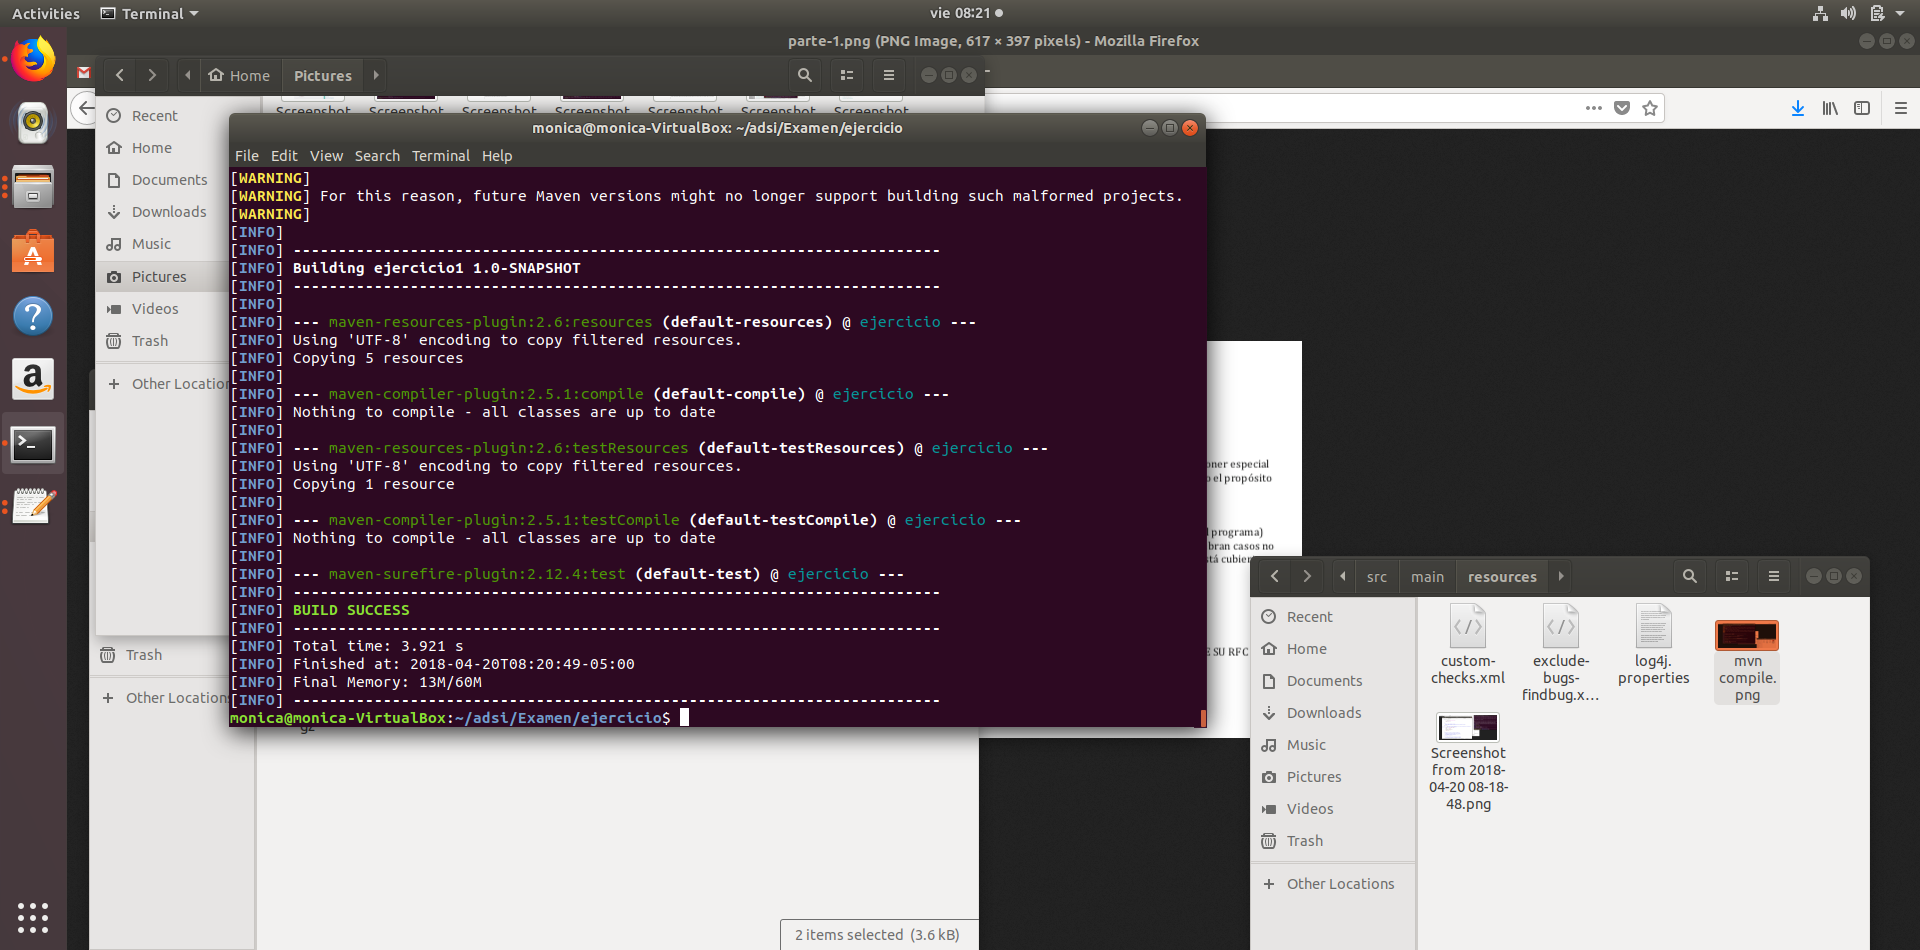 Activities
Terminal
vie 08:21
parte-1.png (PNG Image, 617 × 397 pixels) - Mozilla Firefox
Home
Pictures
Screenshot Screenshot Screenshot Screenshot Screenshot Screenshot Screenshot
Recent
Home
Documents
Downloads
Music
Pictures
Videos
Trash
Other Location
monica@monica-VirtualBox: ~/adsi/Examen/ejercicio
File Edit View Search Terminal Help
[WARNING]
[WARNING] For this reason, future Maven versions might no longer support building such malformed projects.
[WARNING]
[INFO]
[INFO] ------------------------------------------------------------------------
[INFO] Building ejercicio1 1.0-SNAPSHOT
[INFO] ------------------------------------------------------------------------
[INFO]
[INFO] --- maven-resources-plugin:2.6:resources (default-resources) @ ejercicio ---
[INFO] Using 'UTF-8' encoding to copy filtered resources.
[INFO] Copying 5 resources
[INFO]
[INFO] --- maven-compiler-plugin:2.5.1:compile (default-compile) @ ejercicio ---
[INFO] Nothing to compile - all classes are up to date
[INFO]
[INFO] --- maven-resources-plugin:2.6:testResources (default-testResources) @ ejercicio ---
[INFO] Using 'UTF-8' encoding to copy filtered resources.
[INFO] Copying 1 resource
[INFO]
[INFO] --- maven-compiler-plugin:2.5.1:testCompile (default-testCompile) @ ejercicio ---
[INFO] Nothing to compile - all classes are up to date
[INFO]
[INFO] --- maven-surefire-plugin:2.12.4:test (default-test) @ ejercicio ---
[INFO] ------------------------------------------------------------------------
[INFO] BUILD SUCCESS
[INFO] ------------------------------------------------------------------------
[INFO] Total time: 3.921 s
[INFO] Finished at: 2018-04-20T08:20:49-05:00
[INFO] Final Memory: 13M/60M
[INFO] ------------------------------------------------------------------------
monica@monica-VirtualBox:~/adsi/Examen/ejercicio$
Trash
Other Locations
gz
2 items selected (3.6 kB)
oner especial
o el propósito
l programa)
bran casos no
stá cubier
E SU RFC
src
main
resources
Recent
Home
Documents
Downloads
Music
Pictures
Videos
Trash
Other Locations
custom-
checks.xml
exclude-
bugs-
findbug.x...
log4j.
properties
mvn
compile.
png
Screenshot
from 2018-
04-20 08-18-
48.png